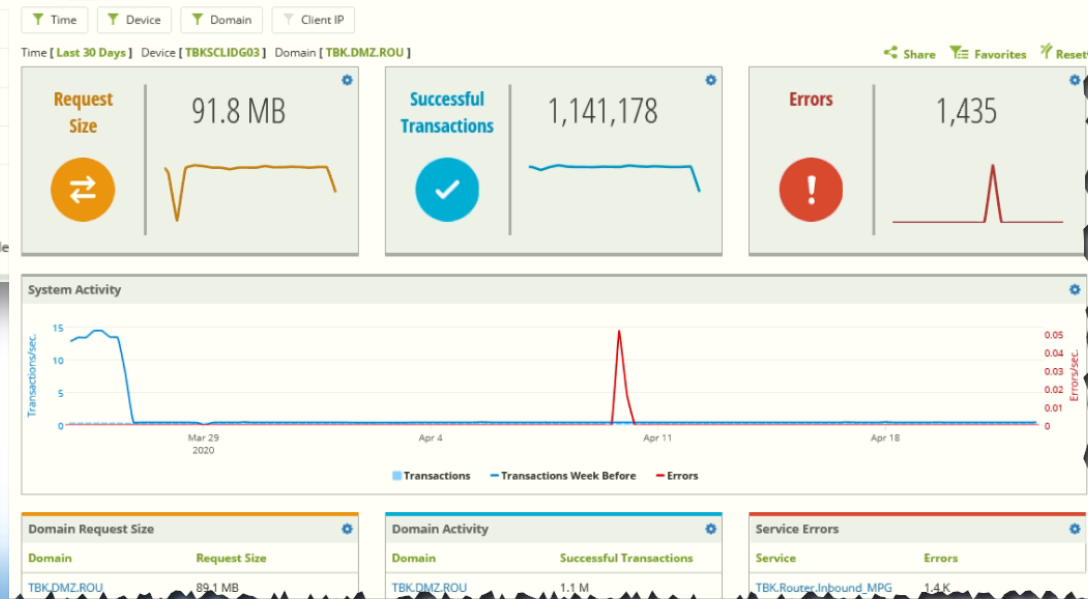 Time Device Domain Client IP
Time [ Last 30 Days ] Device [ TBKSCLIDG03 ] Domain [ TBK.DMZ.ROU ]
Share Favorites Reset
Request
Size
91.8 MB
Successful
Transactions
1,141,178
Errors
1,435
System Activity
Transactions/sec.
15
10
5
0
0.05
0.04
0.03
0.02
0.01
0
Errors/sec.
Mar 29
2020
Apr 4
Apr 11
Apr 18
Transactions Transactions Week Before Errors
Domain Request Size
Domain Request Size
TBK.DMZ.ROU 89.1 MB
Domain Activity
Domain Successful Transactions
TBK.DMZ.ROU 1.1 M
Service Errors
Service Errors
TBK.Router.Inbound_MPG 1.4 K